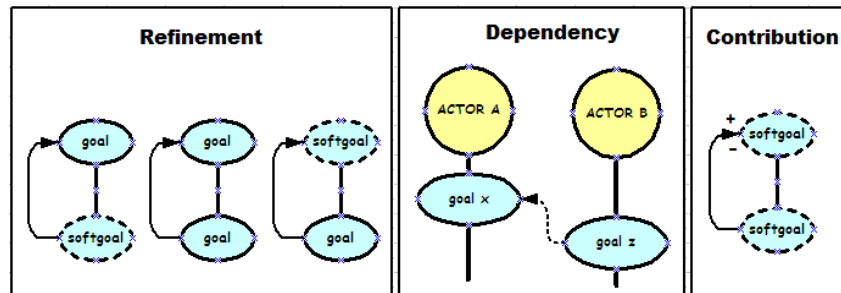 Refinement
goal
softgoal
goal
goal
softgoal
goal
Dependency
ACTOR A
goal x
ACTOR B
goal z
Contribution
+
-
softgoal
softgoal